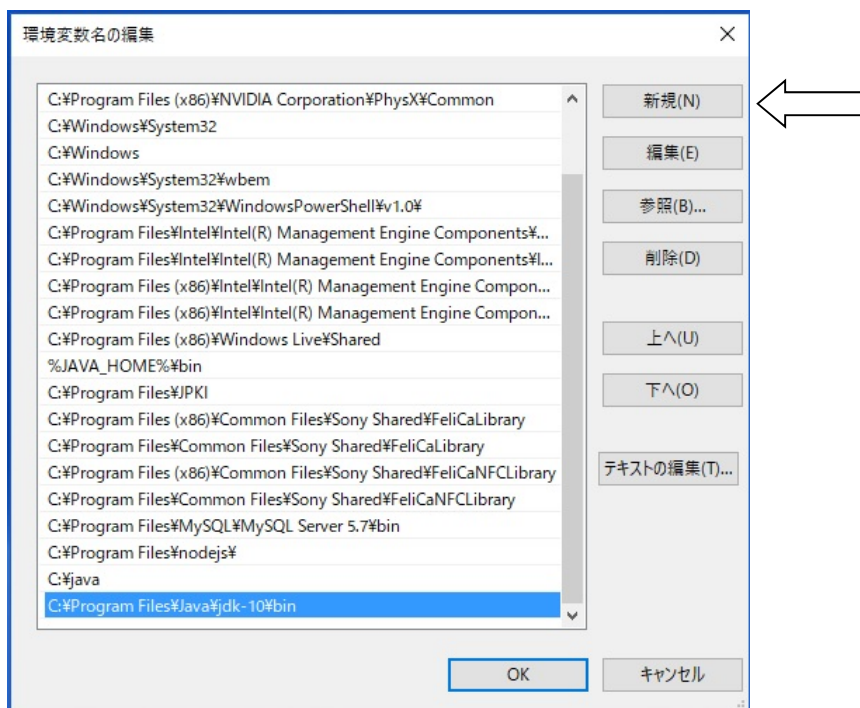 環境変数名の編集
C:¥Program Files (x86)¥NVIDIA Corporation¥PhysX¥Common
C:¥Windows¥System32
C:¥Windows
C:¥Windows¥System32¥wbem
C:¥Windows¥System32¥WindowsPowerShell¥v1.0¥
C:¥Program Files¥Intel¥Intel(R) Management Engine Components¥...
C:¥Program Files¥Intel¥Intel(R) Management Engine Components¥I...
C:¥Program Files (x86)¥Intel¥Intel(R) Management Engine Compon...
C:¥Program Files (x86)¥Intel¥Intel(R) Management Engine Compon...
C:¥Program Files (x86)¥Windows Live¥Shared
%JAVA_HOME%¥bin
C:¥Program Files¥JPKI
C:¥Program Files (x86)¥Common Files¥Sony Shared¥FeliCaLibrary
C:¥Program Files¥Common Files¥Sony Shared¥FeliCaLibrary
C:¥Program Files (x86)¥Common Files¥Sony Shared¥FeliCaNFCLibrary
C:¥Program Files¥Common Files¥Sony Shared¥FeliCaNFCLibrary
C:¥Program Files¥MySQL¥MySQL Server 5.7¥bin
C:¥Program Files¥nodejs¥
C:¥java
C:¥Program Files¥Java¥jdk-10¥bin
新規(N)
編集(E)
参照(B)...
削除(D)
上へ(U)
下へ(O)
テキストの編集(T)...
OK
キャンセル